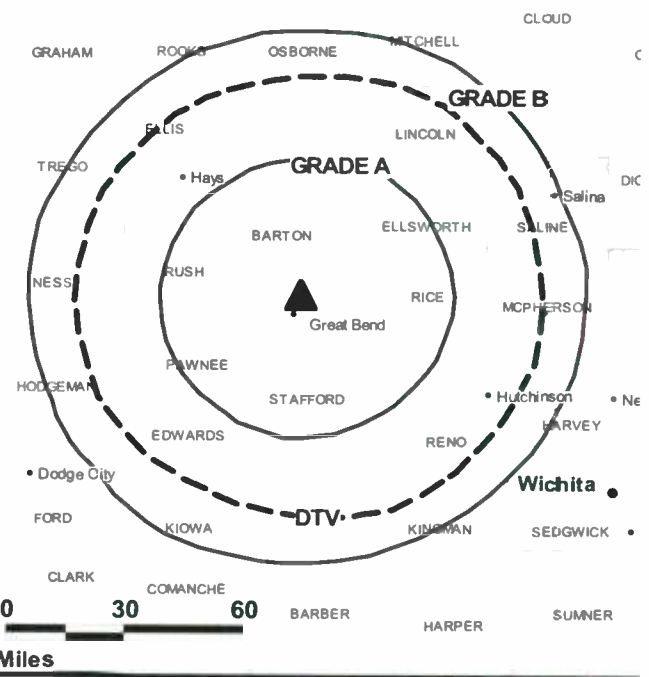 CLOUD
GRAHAM ROOKS OSBORNE MITCHELL
GRADE B
ELLIS LINCOLN
TREGO GRADE A
Hays Salina
BARTON ELLSWORTH SALINE
NESS RUSH RICE MCPHERSON
Great Bend
PAWNEE
HODGEMAN STAFFORD Hutchinson
EDWARDS RENO HARVEY
Dodge City Wichita
FORD KIOWA DTV KINGMAN SEDGWICK
CLARK COMANCHE
0 30 60
BARBER HARPER SUMNER
Miles